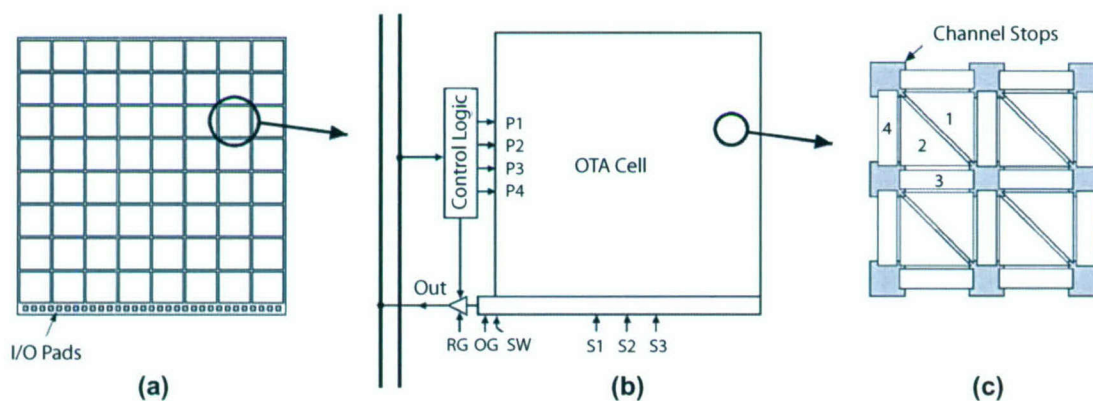 I/O Pads
(a)
Control Logic
P1
P2
P3
P4
OTA Cell
Out
RG OG SW S1 S2 S3
(b)
Channel Stops
1
4
2
3
(c)